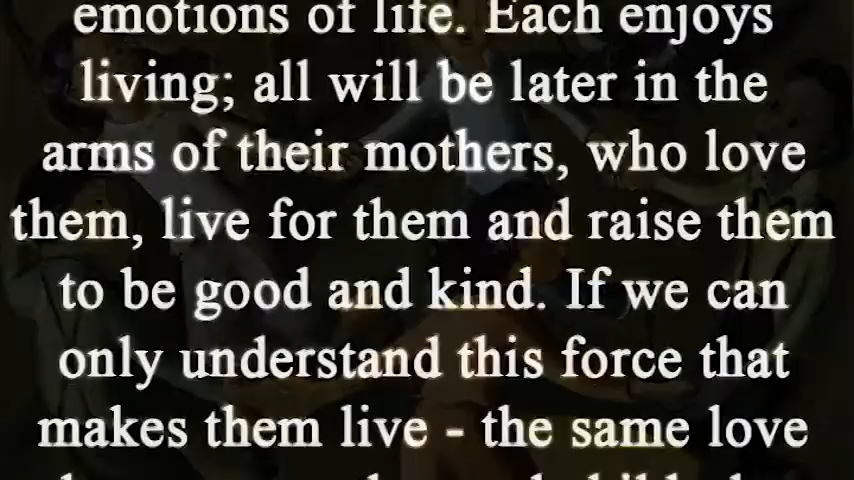 emotions of life. Each enjoys
living; all will be later in the
arms of their mothers, who love
them, live for them and raise them
to be good and kind. If we can
only understand this force that
makes them live - the same love